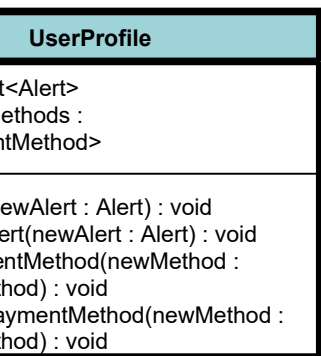 UserProfile
t<Alert>
ethods :
ntMethod>
ewAlert : Alert) : void
ert(newAlert : Alert) : void
entMethod(newMethod :
hod) : void
aymentMethod(newMethod :
hod) : void